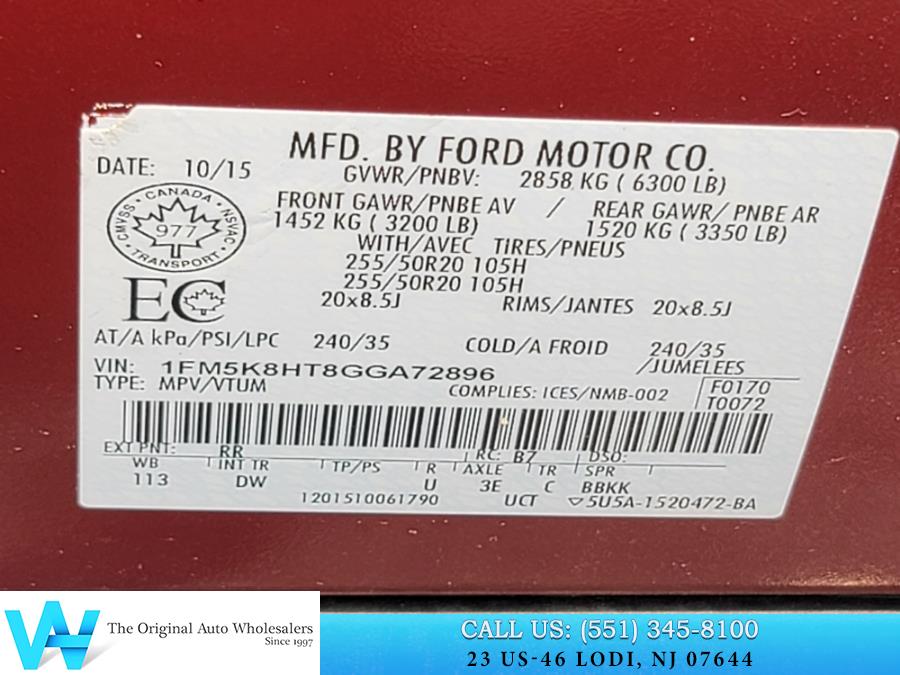 MFD. BY FORD MOTOR CO.
DATE: 10/15
GVWR/PNBV: 2858 KG ( 6300 LB)
FRONT GAWR/PNBE AV / REAR GAWR/ PNBE AR
1452 KG ( 3200 LB) 1520 KG ( 3350 LB)
WITH/AVEC TIRES/PNEUS
255/50R20 105H
255/50R20 105H
20x8.5J RIMS/JANTES 20x8.5J
CANADA
CMVSS • NSVAC
977
TRANSPORT
EC
AT/A kPa/PSI/LPC 240/35 COLD/A FROID 240/35
/JUMELEES
VIN: 1FM5K8HT8GGA72896
TYPE: MPV/VTUM COMPLIES: ICES/NMB-002
F0170
T0072
EXT PNT: RR RC: B7 DSO:
WB INT TR TP/PS R AXLE TR SPR
113 DW U 3E C BBKK
1201510061790 UCT ▽5U5A-1520472-BA
W
The Original Auto Wholesalers
Since 1997
CALL US: (551) 345-8100
23 US-46 LODI, NJ 07644